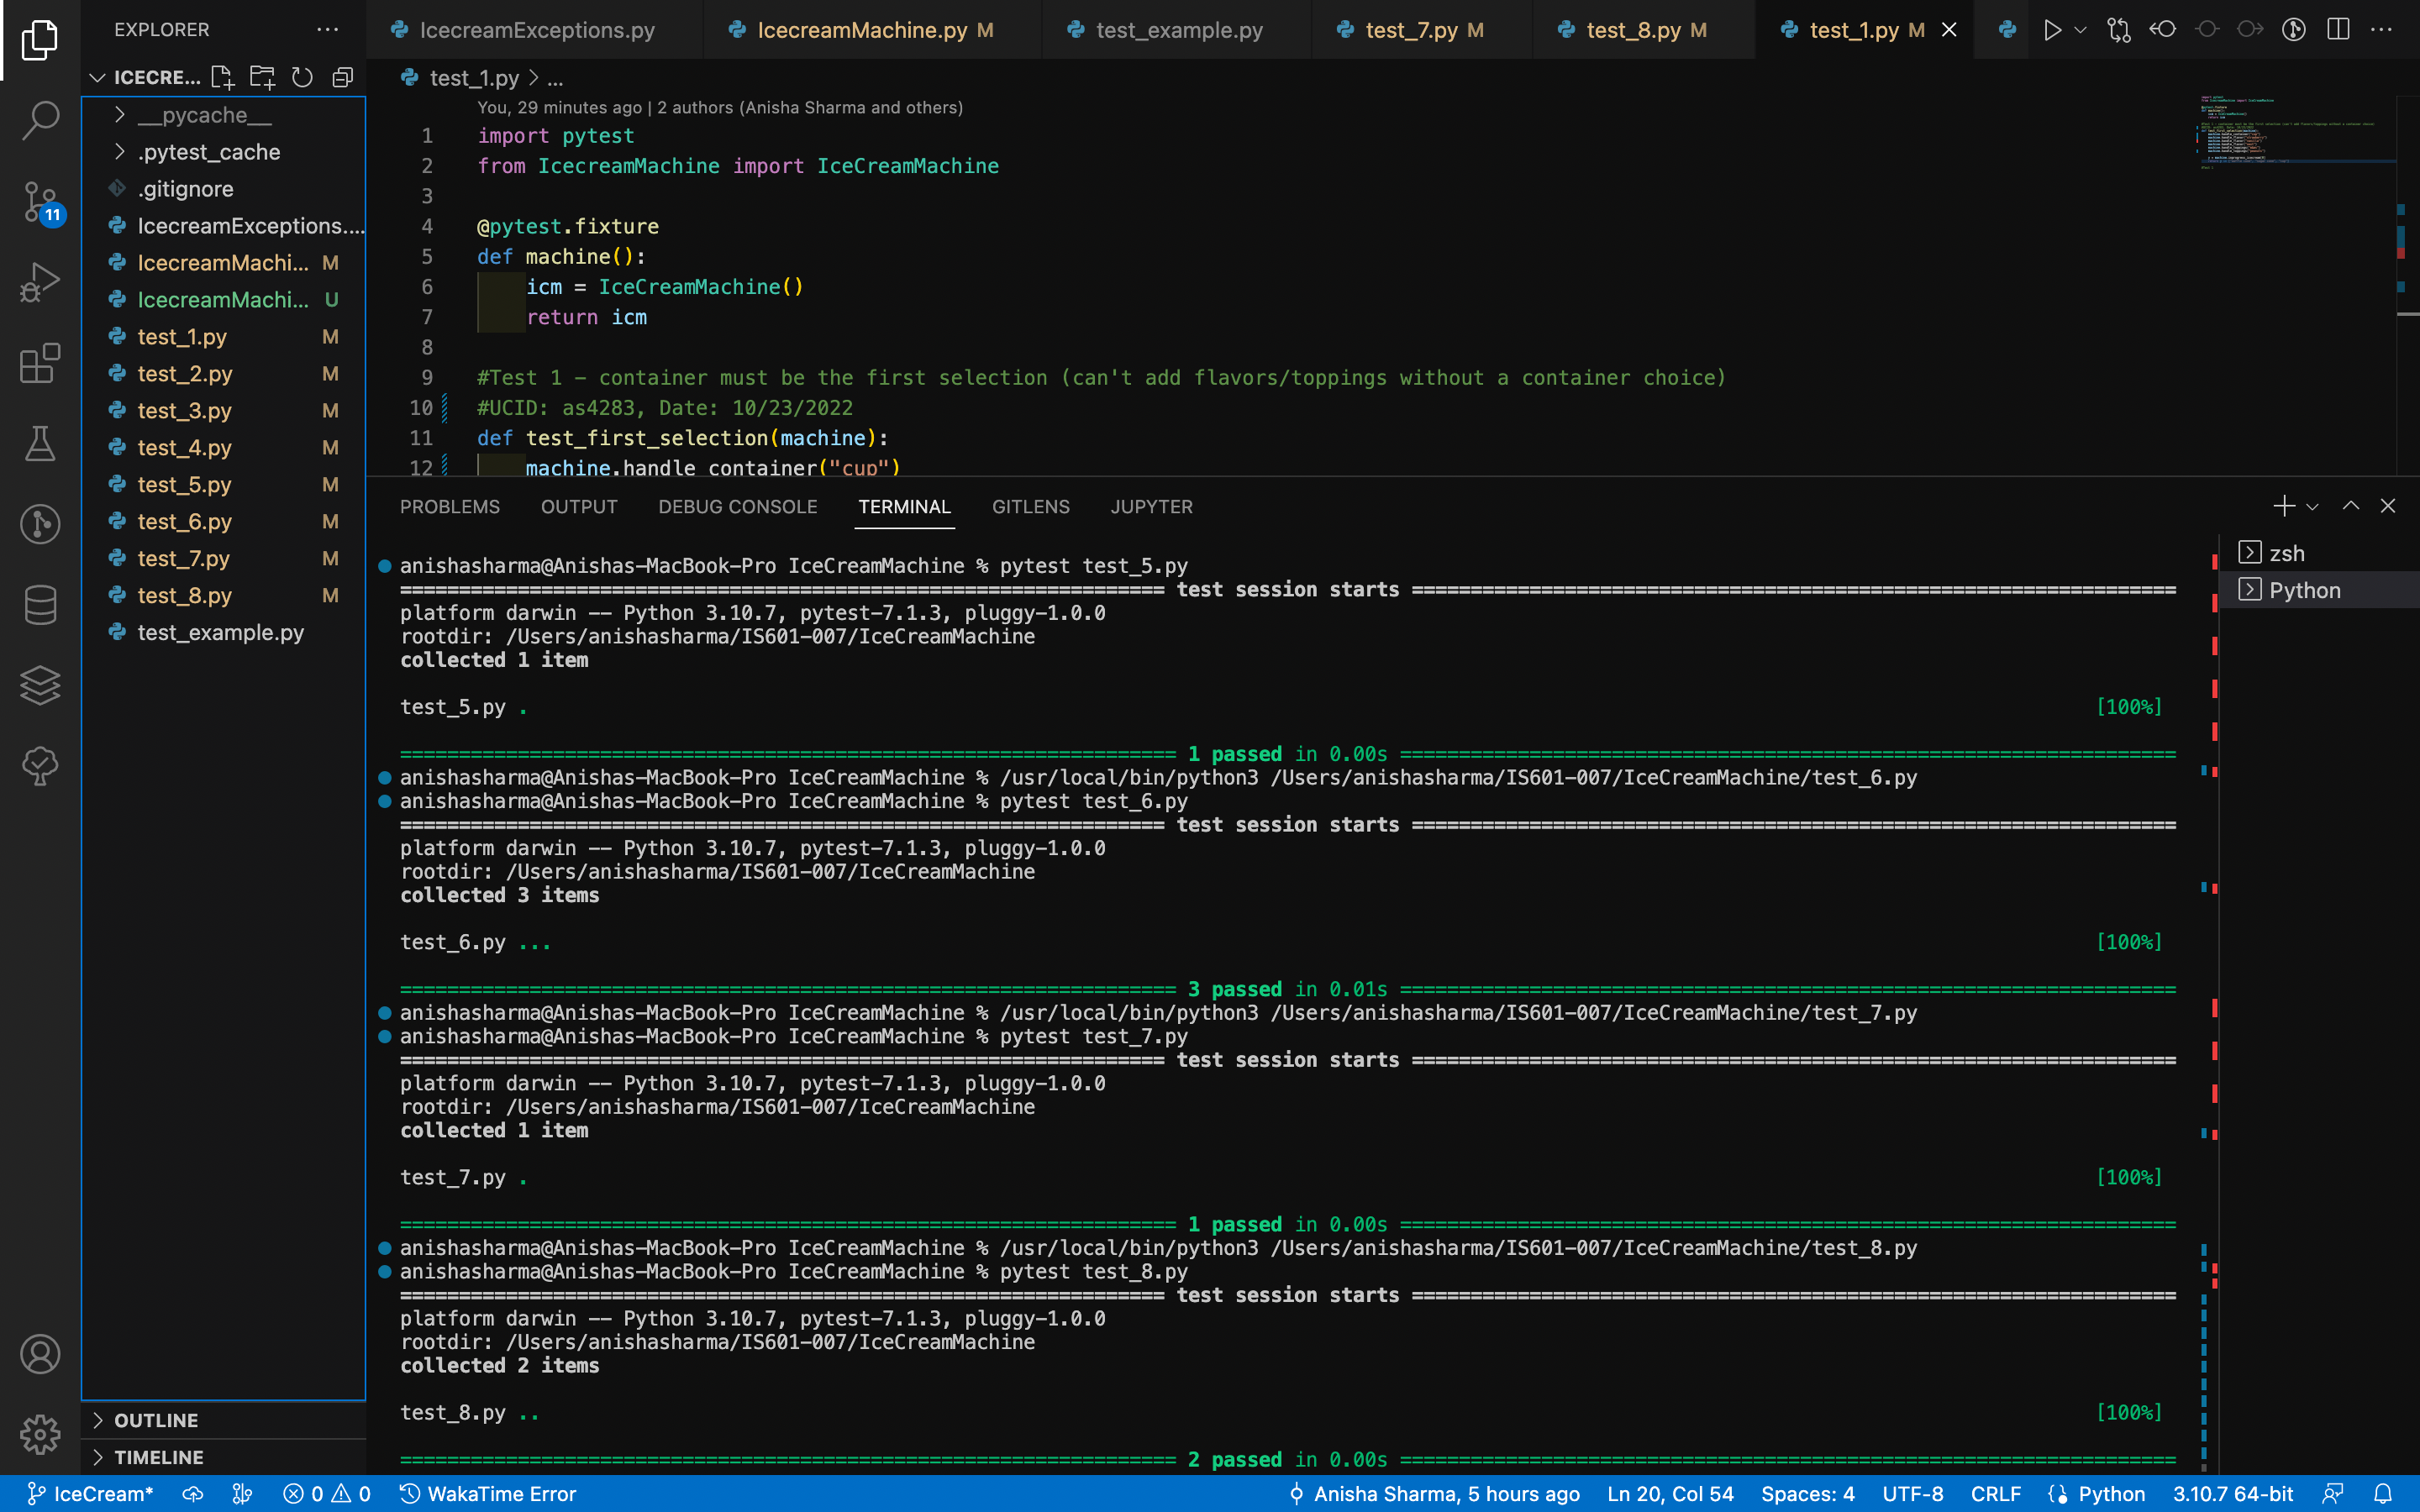 EXPLORER
ICECRE...
__pycache__
.pytest_cache
.gitignore
IcecreamExceptions....
IcecreamMachi... M
IcecreamMachi... U
test_1.py M
test_2.py M
test_3.py M
test_4.py M
test_5.py M
test_6.py M
test_7.py M
test_8.py M
test_example.py
OUTLINE
TIMELINE
11
IcecreamExceptions.py IcecreamMachine.py M test_example.py test_7.py M test_8.py M test_1.py M
test_1.py > ...
You, 29 minutes ago | 2 authors (Anisha Sharma and others)
1 import pytest
2 from IcecreamMachine import IceCreamMachine
3
4 @pytest.fixture
5 def machine():
6 icm = IceCreamMachine()
7 return icm
8
9 #Test 1 - container must be the first selection (can't add flavors/toppings without a container choice)
10 #UCID: as4283, Date: 10/23/2022
11 def test_first_selection(machine):
12 machine.handle_container("cup")
PROBLEMS OUTPUT DEBUG CONSOLE TERMINAL GITLENS JUPYTER
zsh
Python
anishasharma@Anishas-MacBook-Pro IceCreamMachine % pytest test_5.py
================================================================= test session starts =================================================================
platform darwin -- Python 3.10.7, pytest-7.1.3, pluggy-1.0.0
rootdir: /Users/anishasharma/IS601-007/IceCreamMachine
collected 1 item
test_5.py . [100%]
================================================================== 1 passed in 0.00s ==================================================================
anishasharma@Anishas-MacBook-Pro IceCreamMachine % /usr/local/bin/python3 /Users/anishasharma/IS601-007/IceCreamMachine/test_6.py
anishasharma@Anishas-MacBook-Pro IceCreamMachine % pytest test_6.py
================================================================= test session starts =================================================================
platform darwin -- Python 3.10.7, pytest-7.1.3, pluggy-1.0.0
rootdir: /Users/anishasharma/IS601-007/IceCreamMachine
collected 3 items
test_6.py ... [100%]
================================================================== 3 passed in 0.01s ==================================================================
anishasharma@Anishas-MacBook-Pro IceCreamMachine % /usr/local/bin/python3 /Users/anishasharma/IS601-007/IceCreamMachine/test_7.py
anishasharma@Anishas-MacBook-Pro IceCreamMachine % pytest test_7.py
================================================================= test session starts =================================================================
platform darwin -- Python 3.10.7, pytest-7.1.3, pluggy-1.0.0
rootdir: /Users/anishasharma/IS601-007/IceCreamMachine
collected 1 item
test_7.py . [100%]
================================================================== 1 passed in 0.00s ==================================================================
anishasharma@Anishas-MacBook-Pro IceCreamMachine % /usr/local/bin/python3 /Users/anishasharma/IS601-007/IceCreamMachine/test_8.py
anishasharma@Anishas-MacBook-Pro IceCreamMachine % pytest test_8.py
================================================================= test session starts =================================================================
platform darwin -- Python 3.10.7, pytest-7.1.3, pluggy-1.0.0
rootdir: /Users/anishasharma/IS601-007/IceCreamMachine
collected 2 items
test_8.py .. [100%]
================================================================== 2 passed in 0.00s ==================================================================
IceCream* 0 0 WakaTime Error Anisha Sharma, 5 hours ago Ln 20, Col 54 Spaces: 4 UTF-8 CRLF Python 3.10.7 64-bit